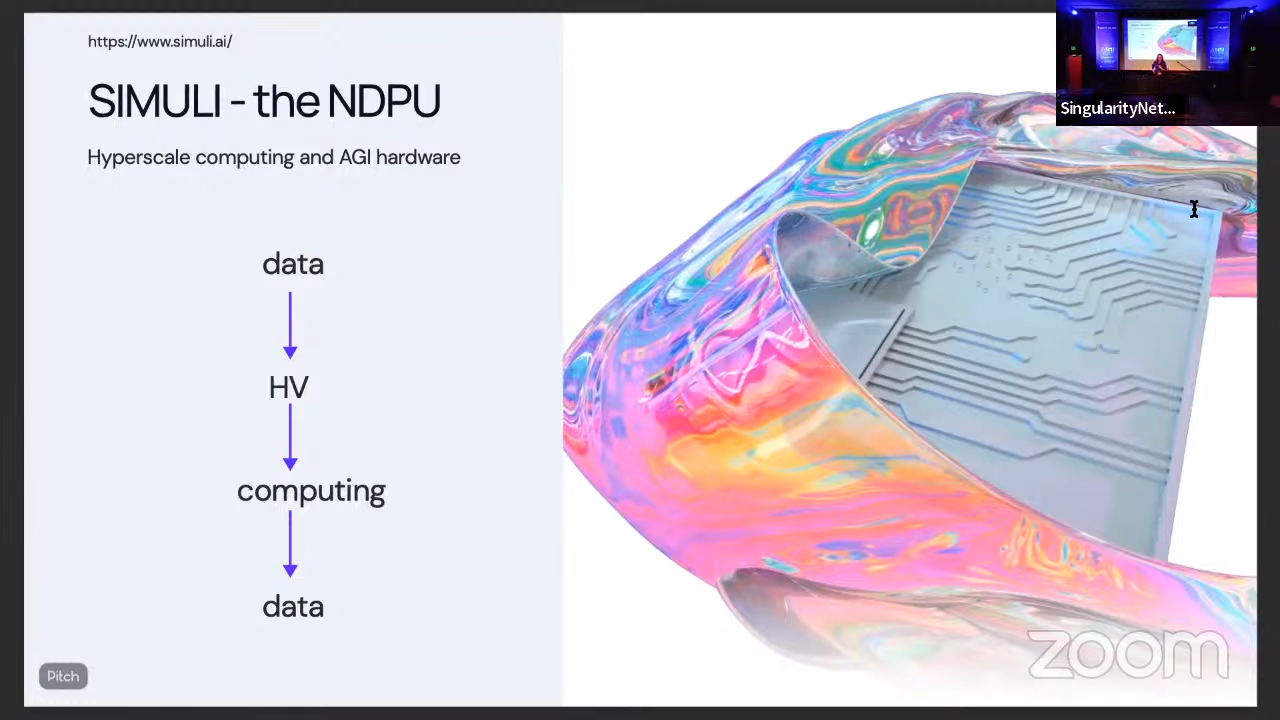 https://www.simuli.ai/
SIMULI - the NDPU
Hyperscale computing and AGI hardware
data
HV
computing
data
Pitch
SingularityNet...
zoom